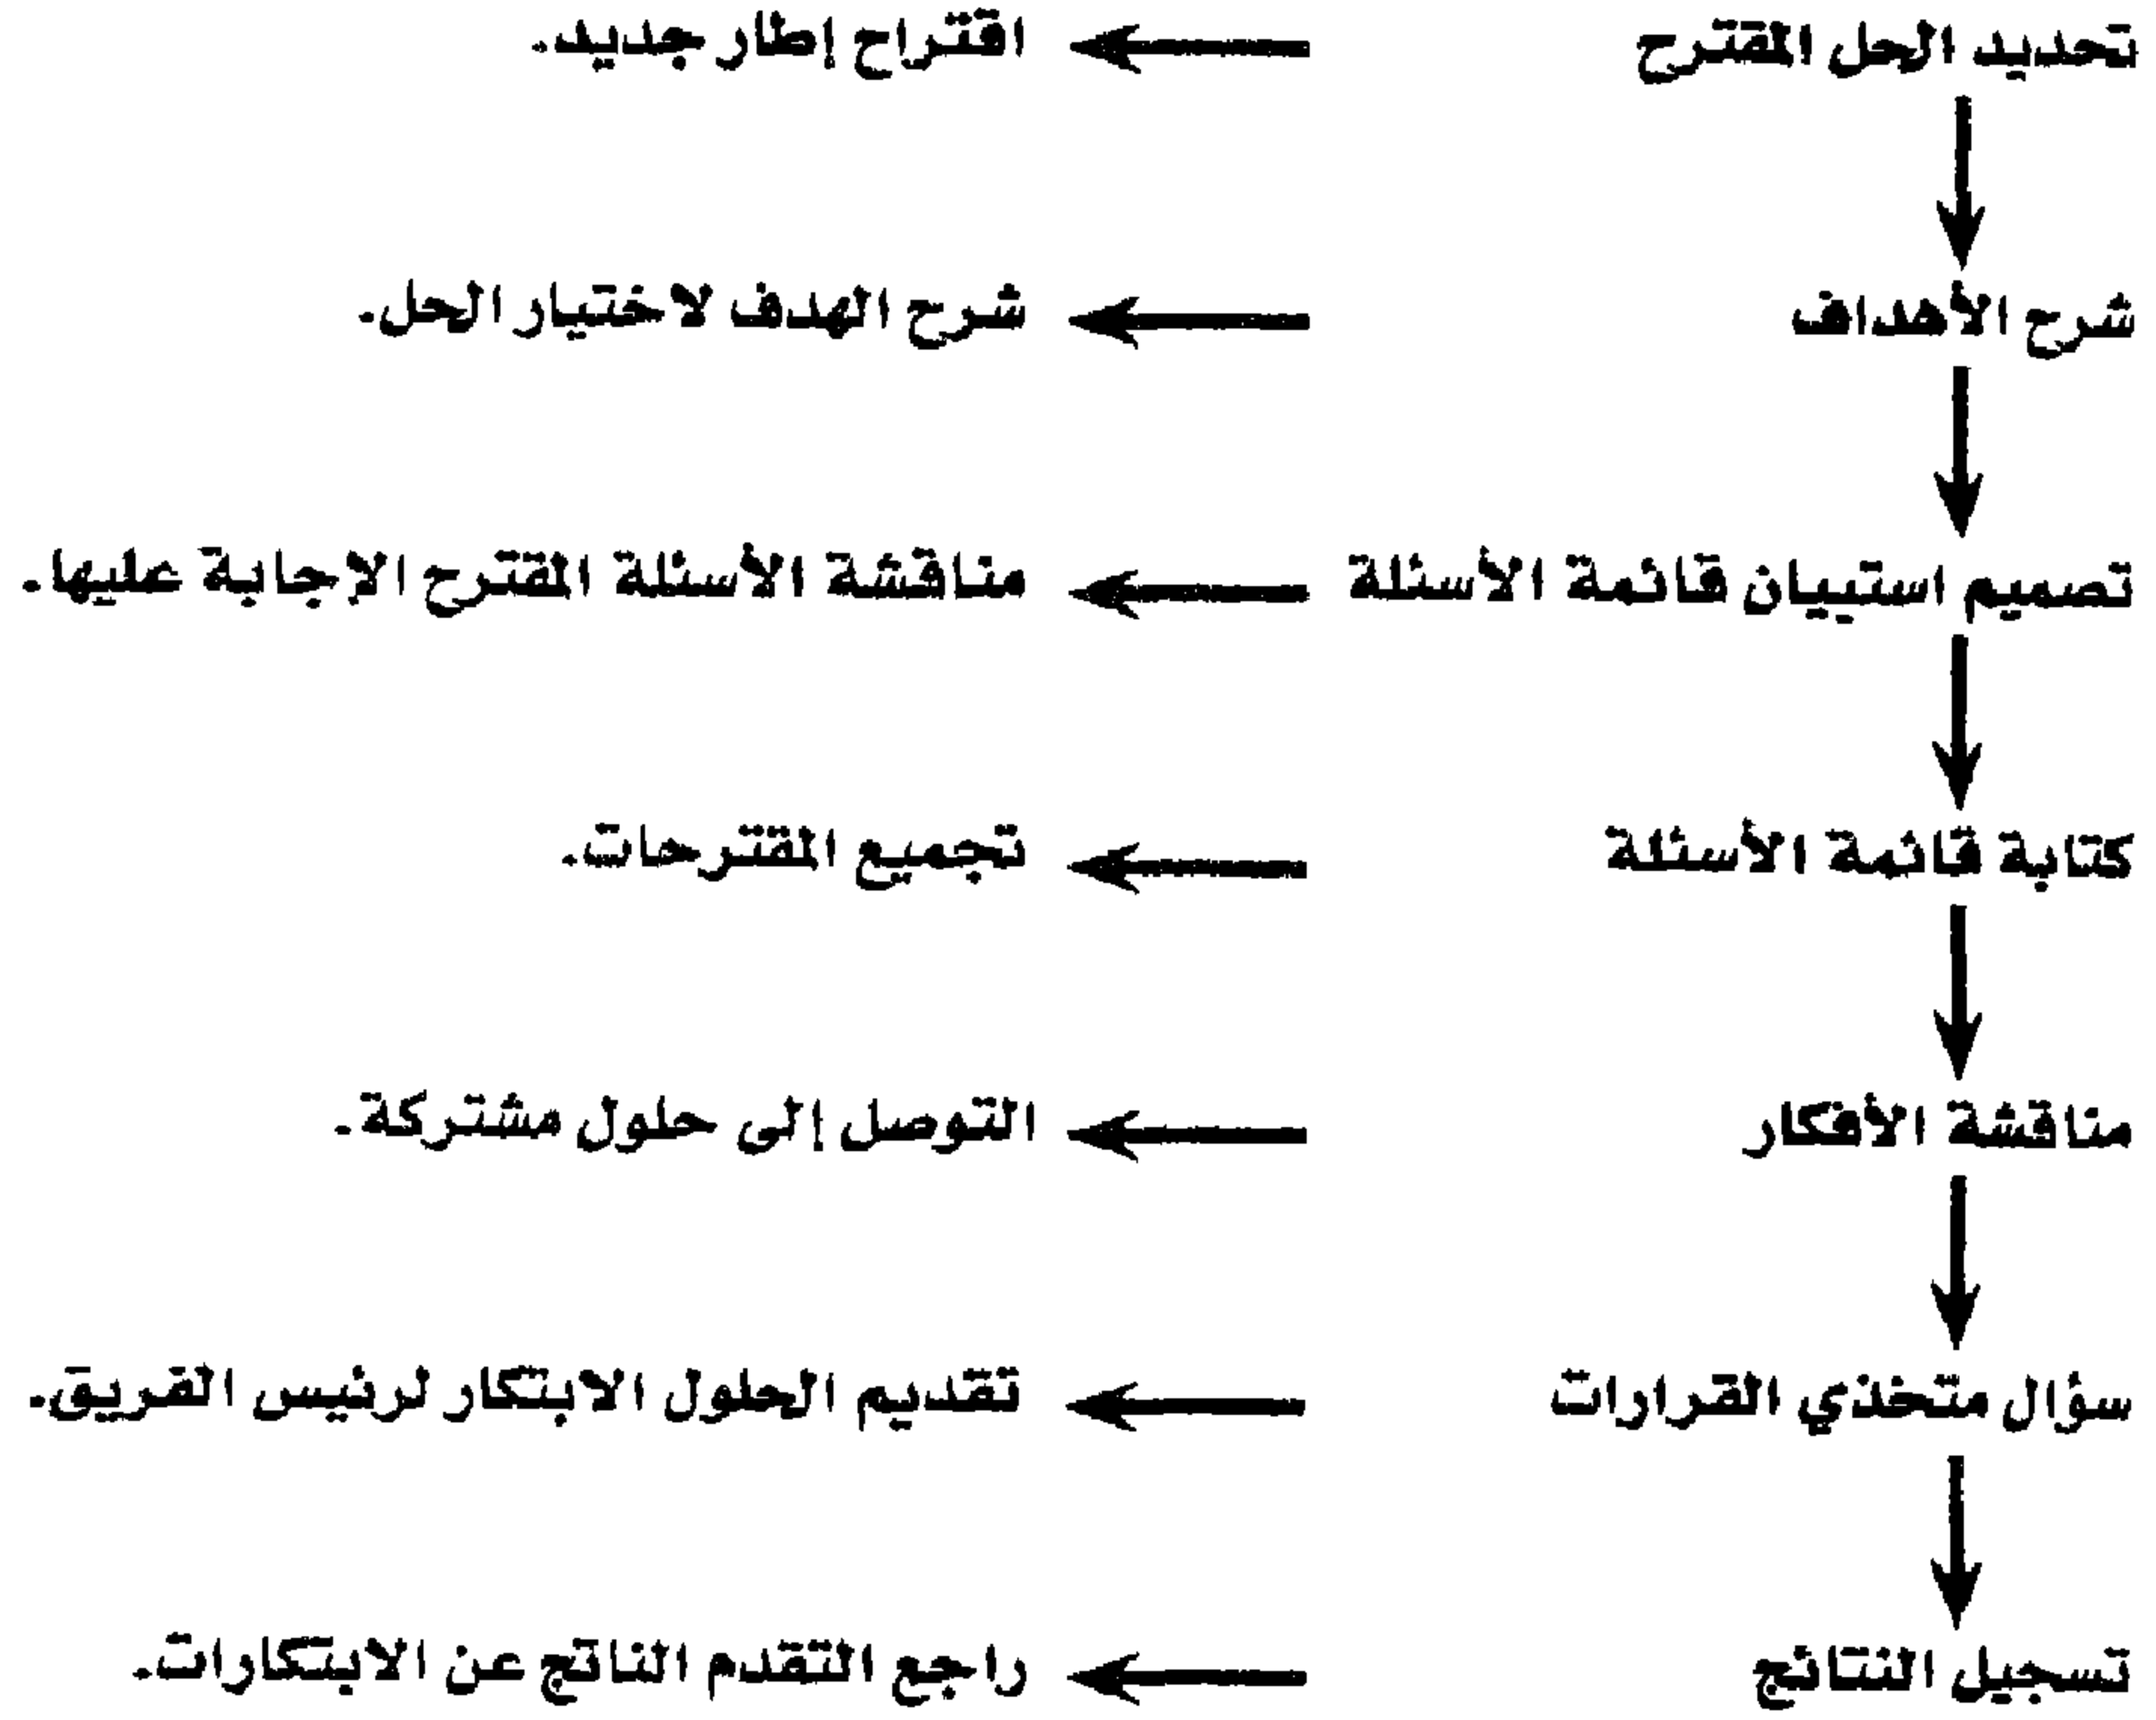 تحديد الحل المقترح
اقتراح إطار جديد.
شرح الأهداف
شرح الهدف لاختيار الحل.
تصميم استبيان قائمة الأسئلة
مناقشة الأسئلة المقترح الإجابة عليها.
كتابة قائمة الأسئلة
تجميع المقترحات.
مناقشة الأفكار
التوصل إلى حلول مشتركة.
سؤال متخذي القرارات
تقديم الحلول الابتكار لرئيس الفريق.
تسجيل النتائج
راجع التقدم الناتج عن الابتكارات.